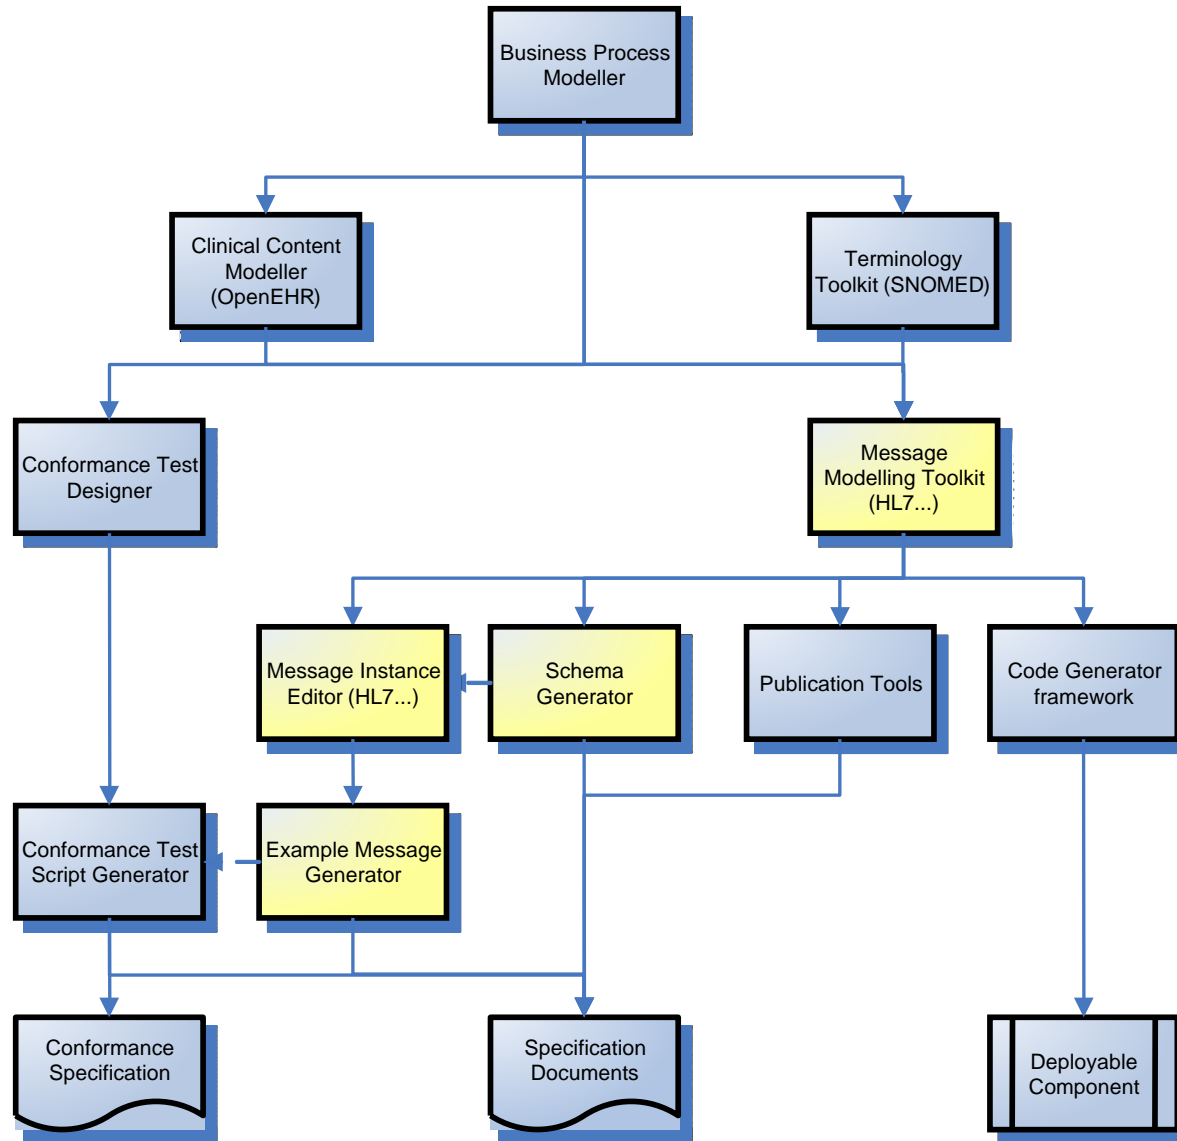 Business Process
Modeller
Clinical Content
Modeller
(OpenEHR)
Terminology
Toolkit (SNOMED)
Conformance Test
Designer
Message
Modelling Toolkit
(HL7...)
Message Instance
Editor (HL7...)
Schema
Generator
Publication Tools
Code Generator
framework
Conformance Test
Script Generator
Example Message
Generator
Conformance
Specification
Specification
Documents
Deployable
Component